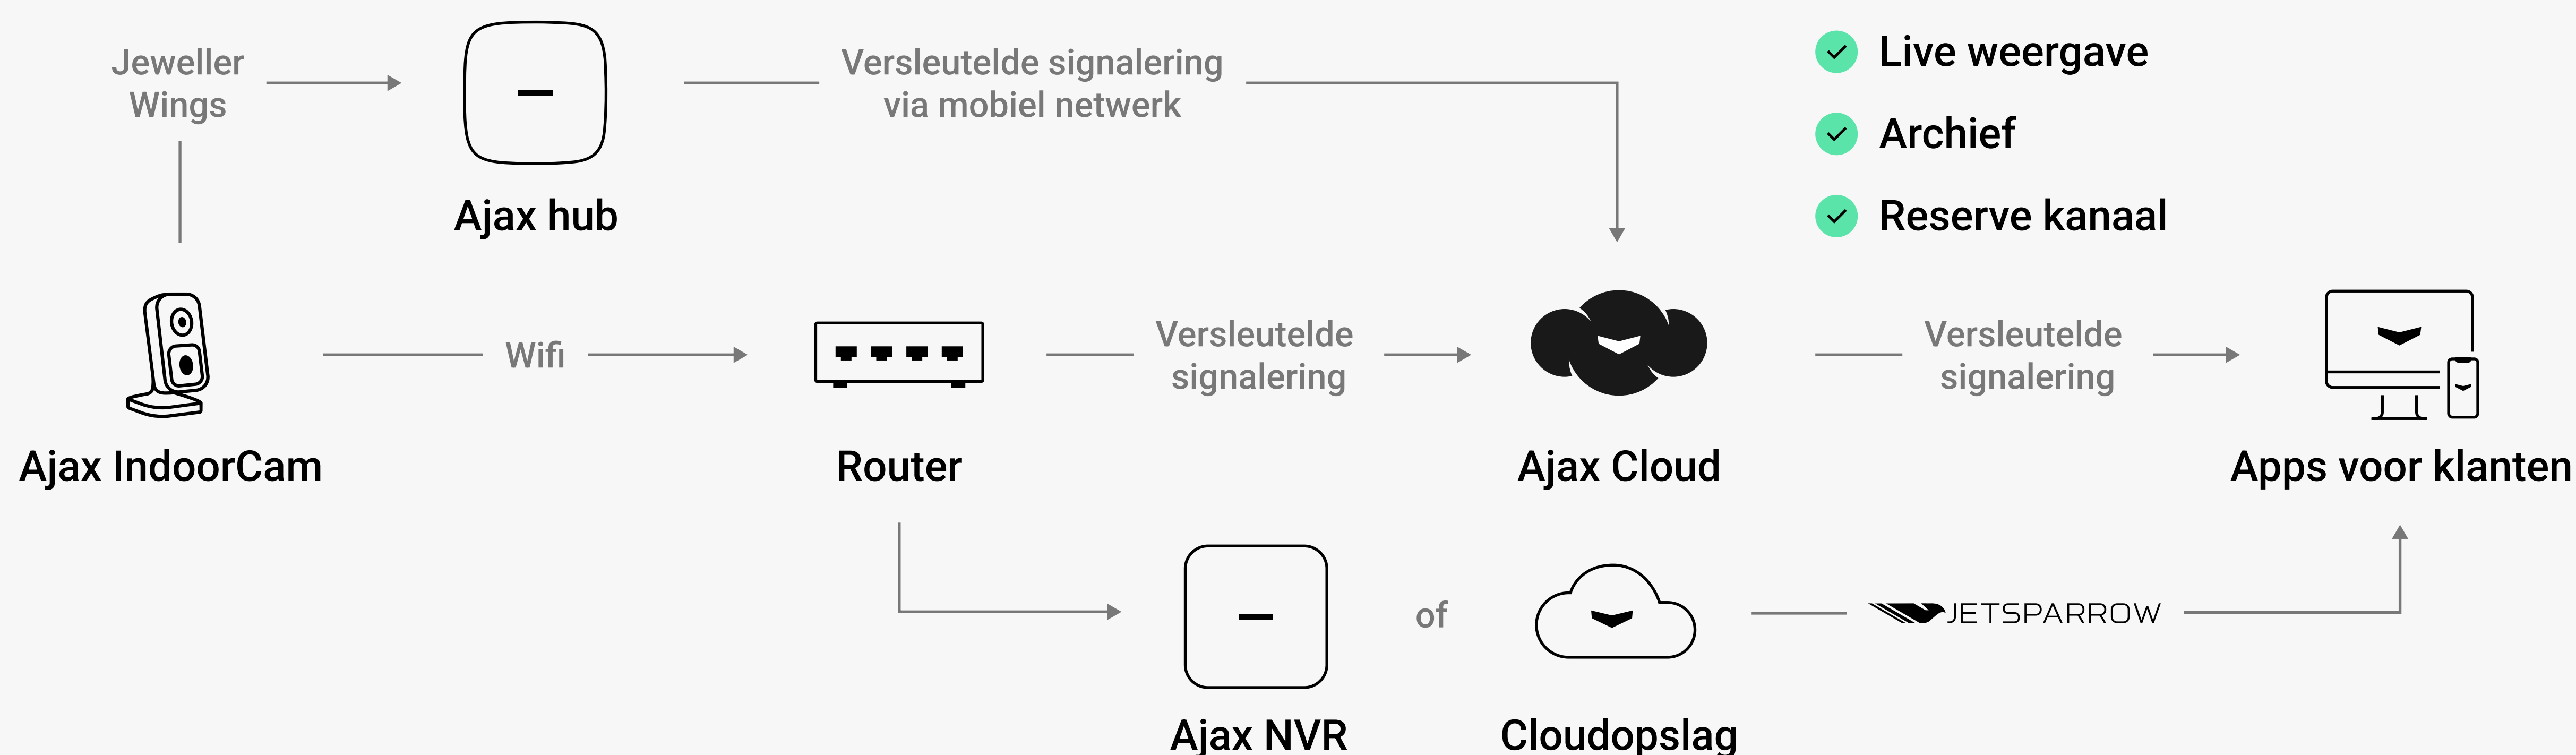 Jeweller
Wings
Versleutelde signalering
via mobiel netwerk
Live weergave
Archief
Reserve kanaal
Ajax hub
Wifi
Versleutelde
signalering
Versleutelde
signalering
Ajax IndoorCam
Router
Ajax Cloud
Apps voor klanten
of
JETSPARROW
Ajax NVR
Cloudopslag